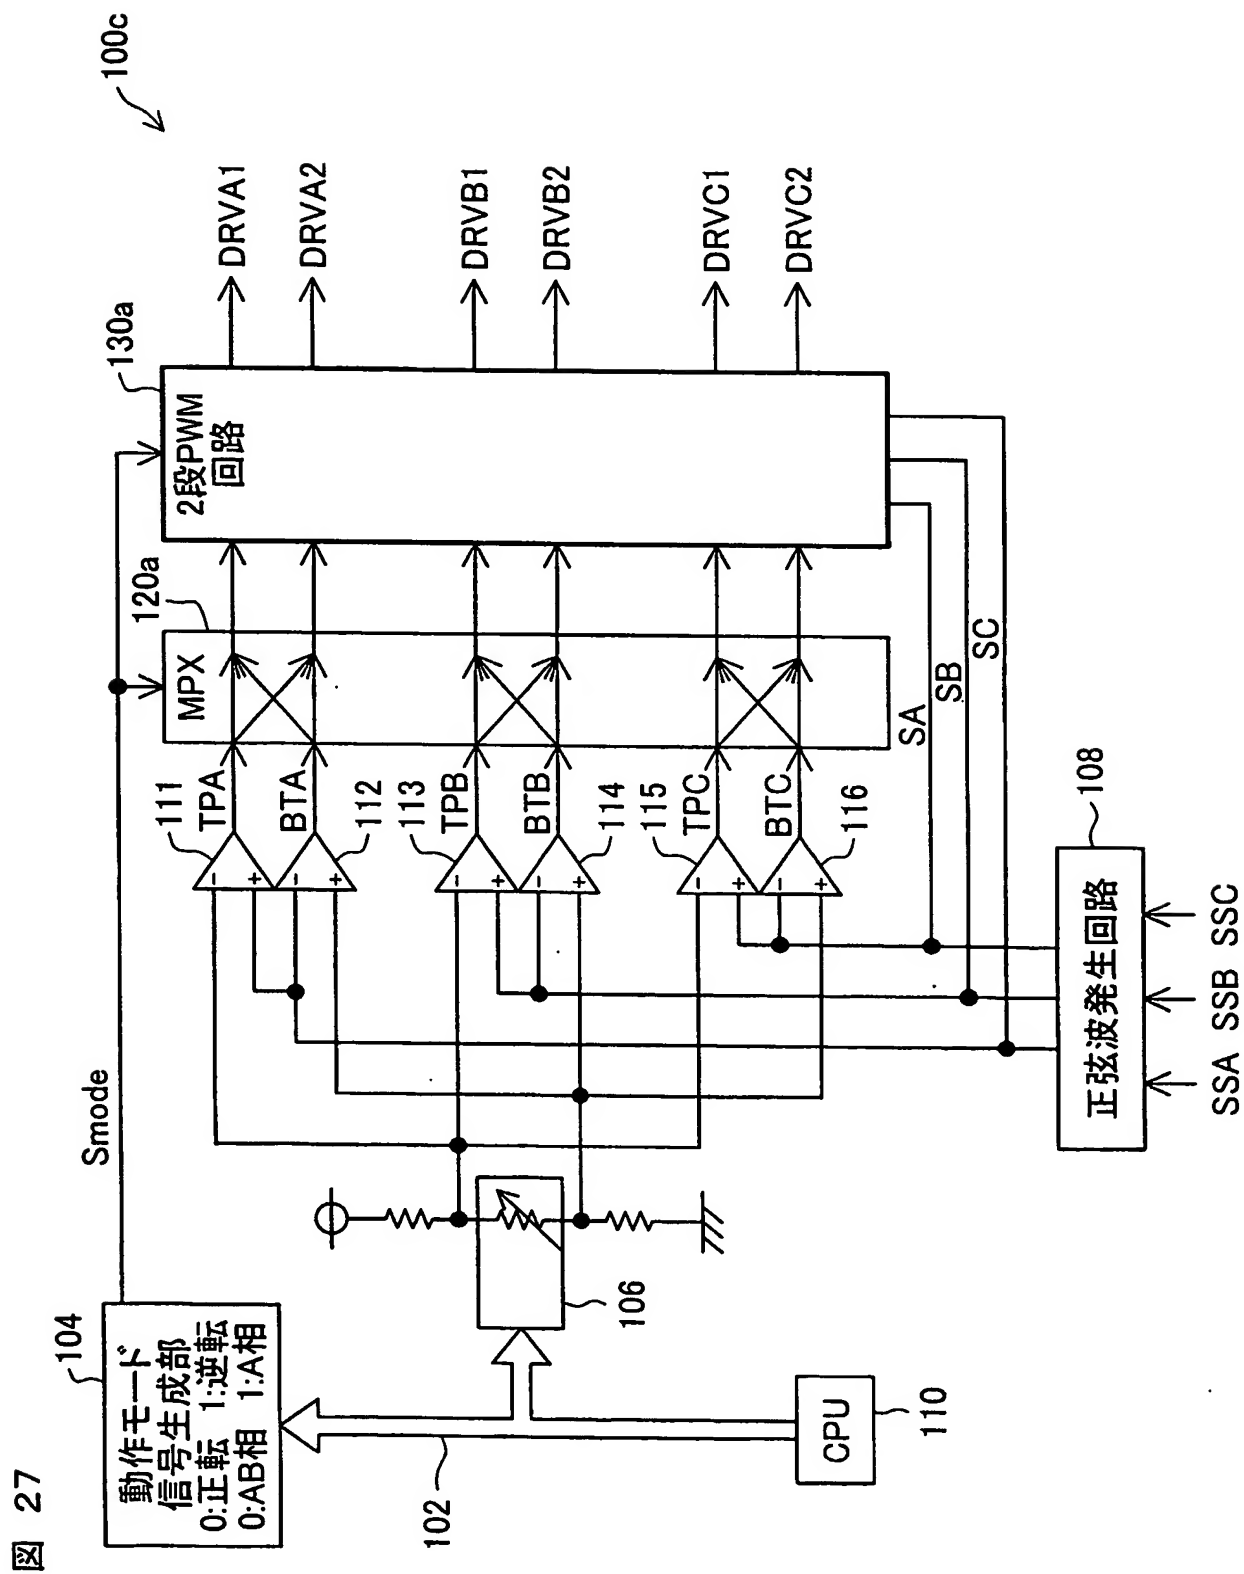 図 27
100c
104
動作モード
信号生成部
0:正転 1:逆転
0:AB相 1:A相
Smode
102
CPU
110
106
111
TPA
BTA
112
113
TPB
BTB
114
115
TPC
BTC
116
120a
MPX
130a
2段PWM
回路
DRVA1
DRVA2
DRVB1
DRVB2
DRVC1
DRVC2
SA
SB
SC
108
正弦波発生回路
SSA SSB SSC
- + - +
- + - +
- + - +